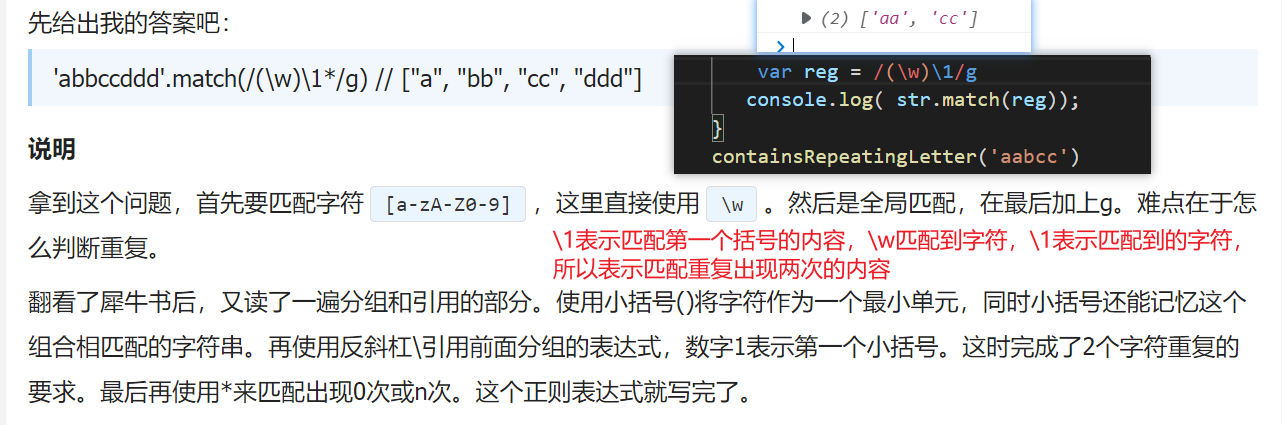 先给出我的答案吧：
(2) ['aa', 'cc']
'abbccddd'.match(/(\w)\1*/g) // ["a", "bb", "cc", "ddd"]
var reg = /(\w)\1/g
console.log( str.match(reg));
}
containsRepeatingLetter('aabcc')
说明
拿到这个问题，首先要匹配字符 [a-zA-Z0-9] ，这里直接使用 \w 。然后是全局匹配，在最后加上g。难点在于怎
么判断重复。
\1表示匹配第一个括号的内容，\w匹配到字符，\1表示匹配到的字符，
所以表示匹配重复出现两次的内容
翻看了犀牛书后，又读了一遍分组和引用的部分。使用小括号()将字符作为一个最小单元，同时小括号还能记忆这个
组合相匹配的字符串。再使用反斜杠\引用前面分组的表达式，数字1表示第一个小括号。这时完成了2个字符重复的
要求。最后再使用*来匹配出现0次或n次。这个正则表达式就写完了。